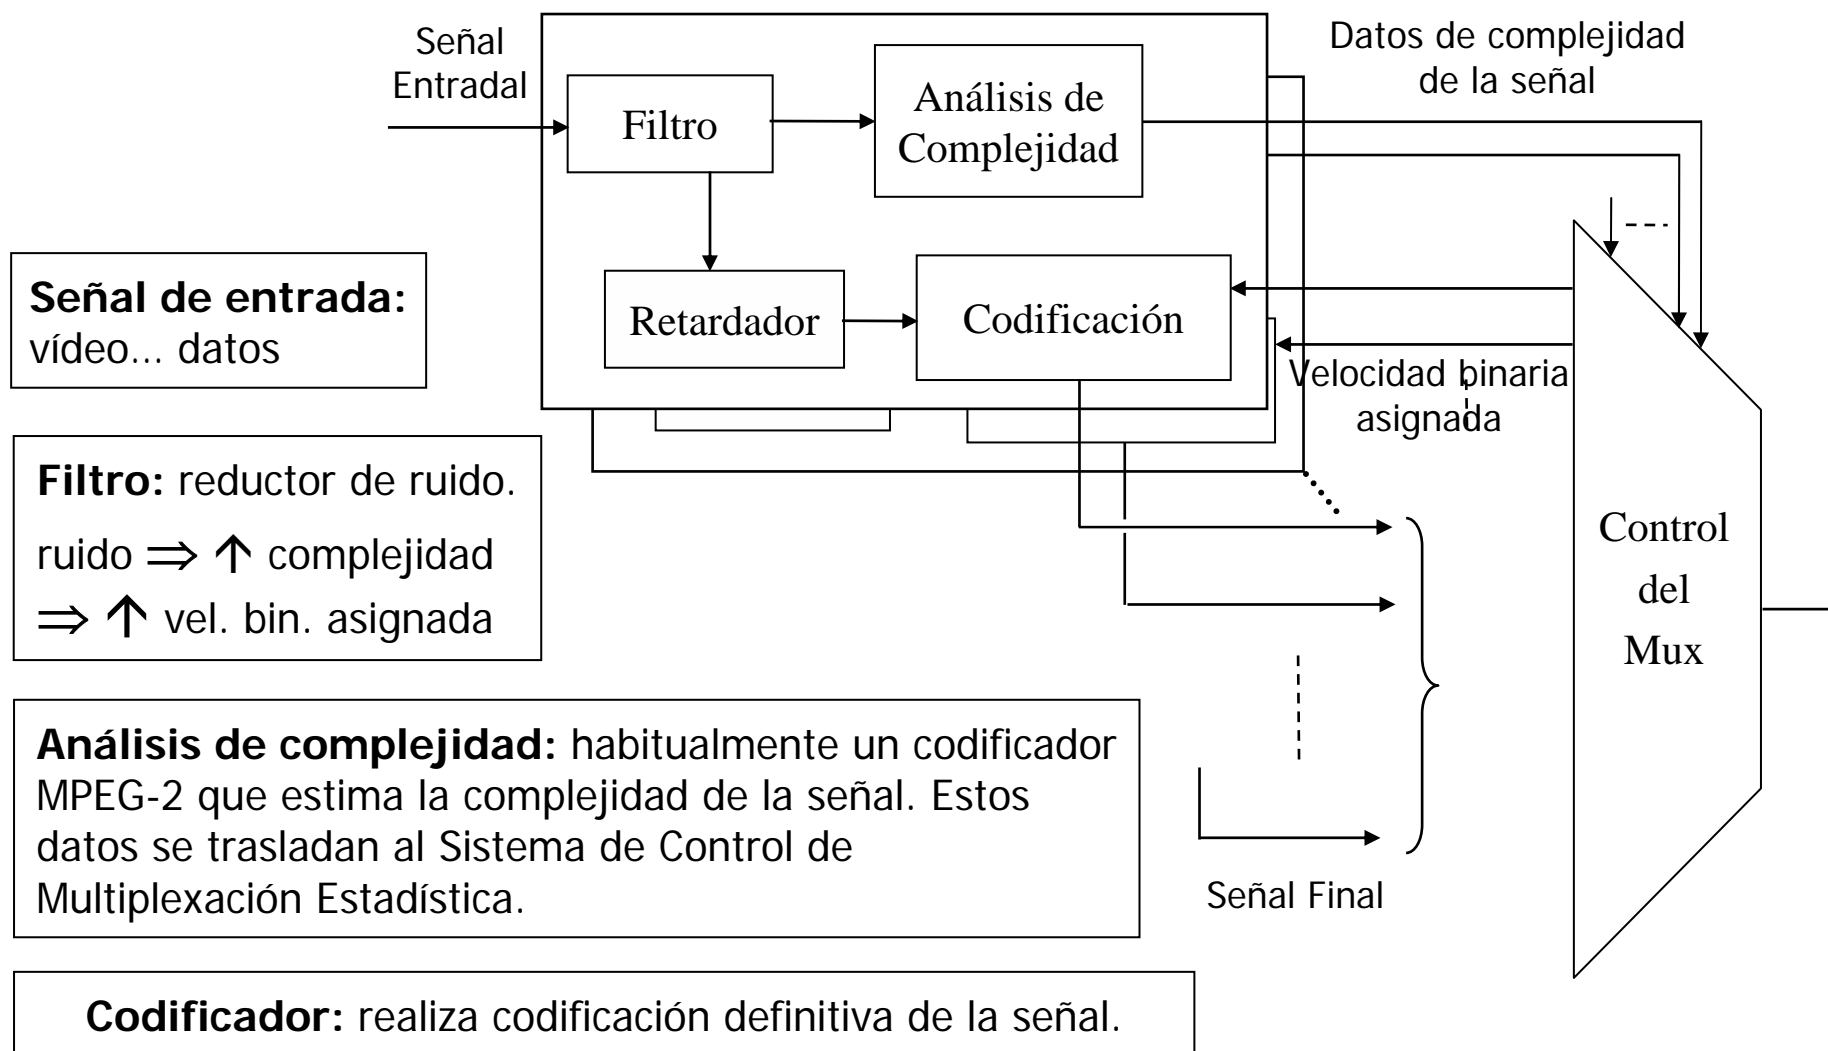 Señal
Entradal
Filtro
Análisis de
Complejidad
Datos de complejidad
de la señal
Retardador
Codificación
Velocidad binaria
asignada
Señal de entrada:
vídeo... datos
Filtro: reductor de ruido.
ruido ⇒ ↑ complejidad
⇒ ↑ vel. bin. asignada
Control
del
Mux
Análisis de complejidad: habitualmente un codificador
MPEG-2 que estima la complejidad de la señal. Estos
datos se trasladan al Sistema de Control de
Multiplexación Estadística.
Señal Final
Codificador: realiza codificación definitiva de la señal.